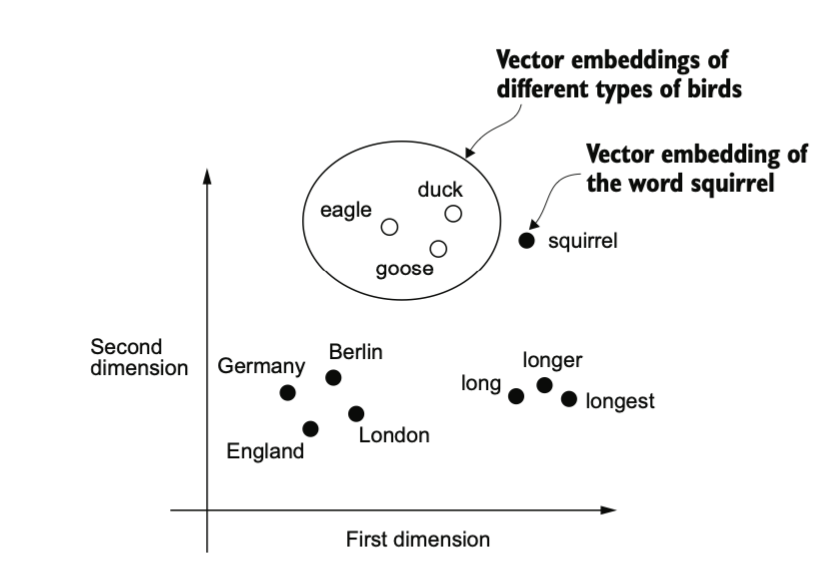 Vector embeddings of
different types of birds
Vector embedding of
the word squirrel
duck
eagle
goose
squirrel
Second
dimension
Germany
Berlin
England
London
long
longer
longest
First dimension